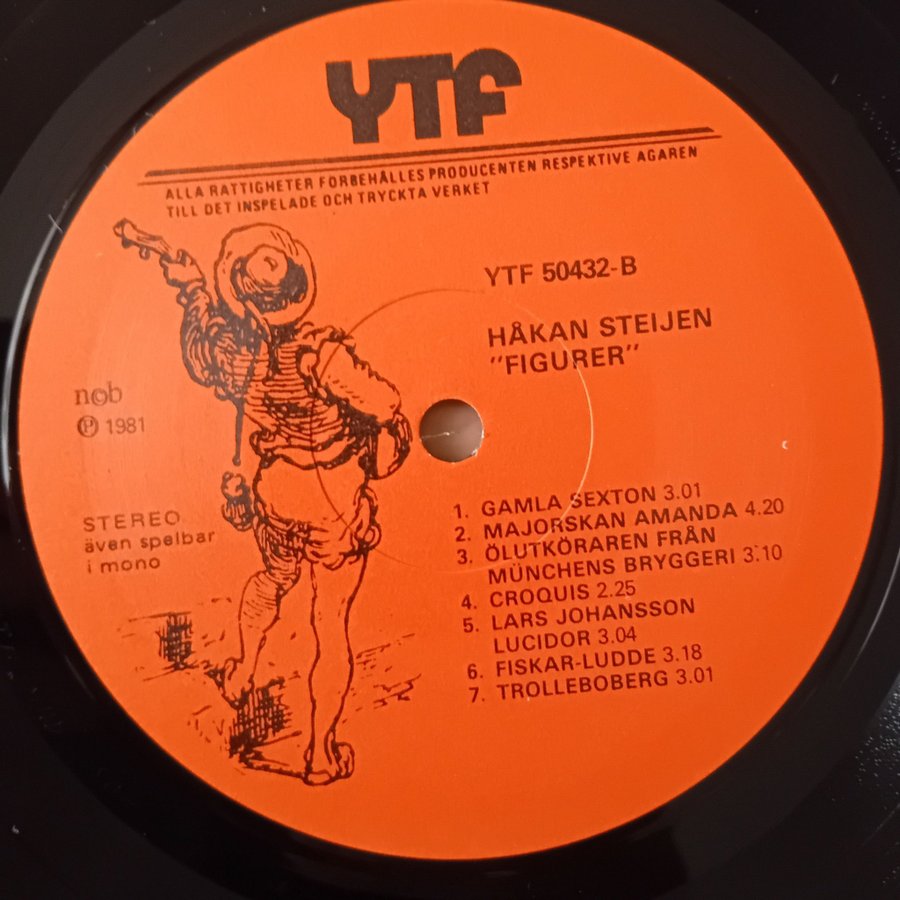 YTF
ALLA RATTIGHETER FORBEHÅLLES PRODUCENTEN RESPEKTIVE AGAREN
TILL DET INSPELADE OCH TRYCKTA VERKET
YTF 50432-B
HÅKAN STEIJEN
"FIGURER"
n©b
℗ 1981
STEREO
även spelbar
i mono
1. GAMLA SEXTON 3.01
2. MAJORSKAN AMANDA 4.20
3. ÖLUTKÖRAREN FRÅN
MÜNCHENS BRYGGERI 3.10
4. CROQUIS 2.25
5. LARS JOHANSSON
LUCIDOR 3.04
6. FISKAR-LUDDE 3.18
7. TROLLEBOBERG 3.01